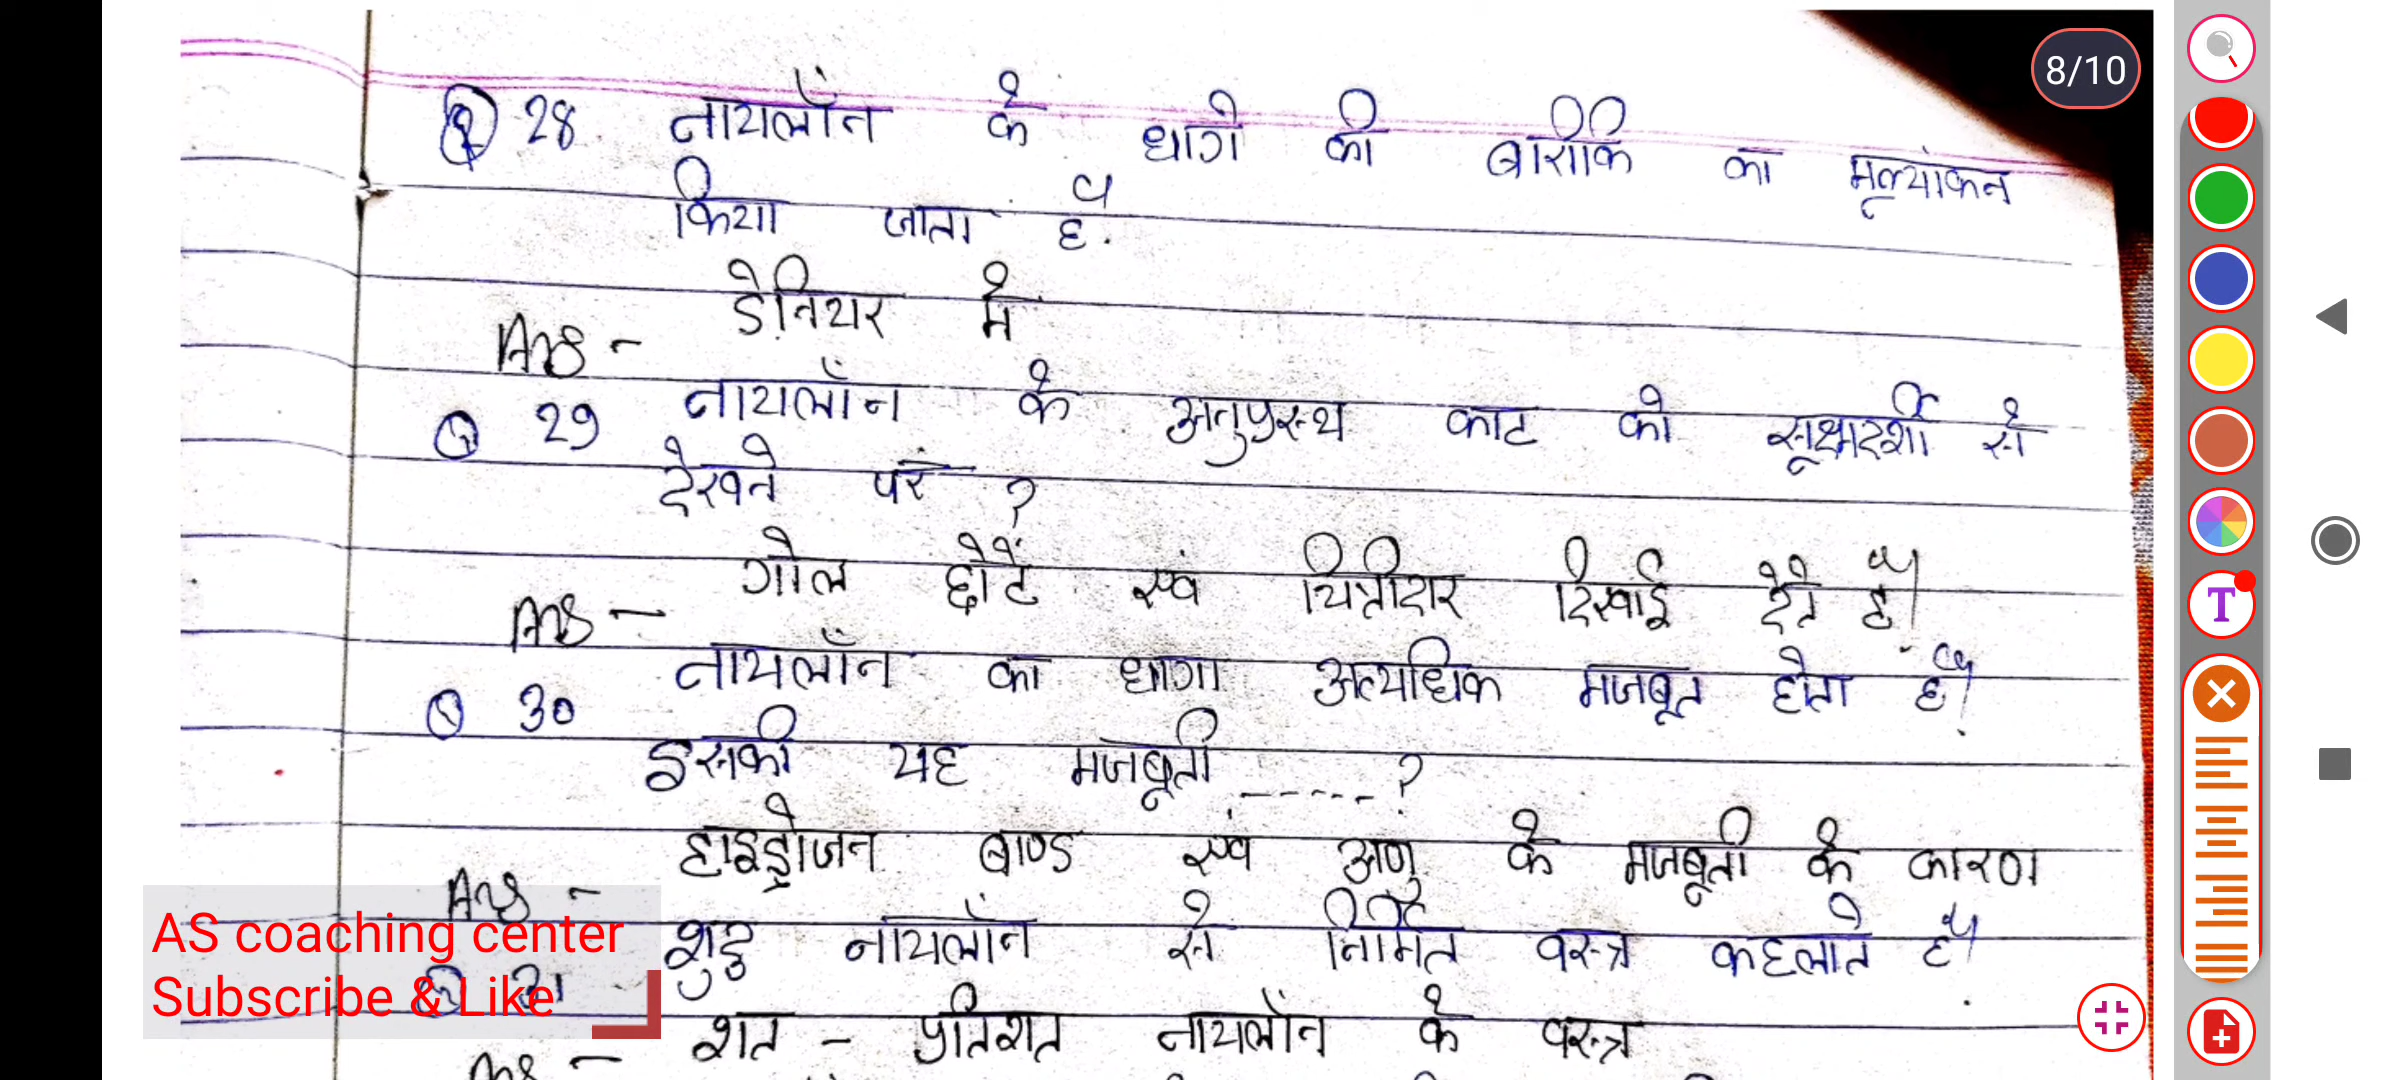 8/10
Q 28 नायलॉन के धागे की बारीकि का मूल्यांकन
किया जाता है.
Ans - डेनियर में
Q 29 नायलॉन के अनुप्रस्थ काट को सूक्ष्मदर्शी से
देखने पर ?
Ans - गोल छोटे एवं चित्तीदार दिखाई देते है।
Q 30 नायलॉन का धागा अत्यधिक मजबूत होता है।
इसकी यह मजबूती ------?
Ans - हाइड्रोजन बाण्ड एवं अणु के मजबूती के कारण
Q 31 शुद्ध नायलॉन से निर्मित वस्त्र कहलाते है।
Ans - शत - प्रतिशत नायलॉन के वस्त्र
AS coaching center
Subscribe & Like
T